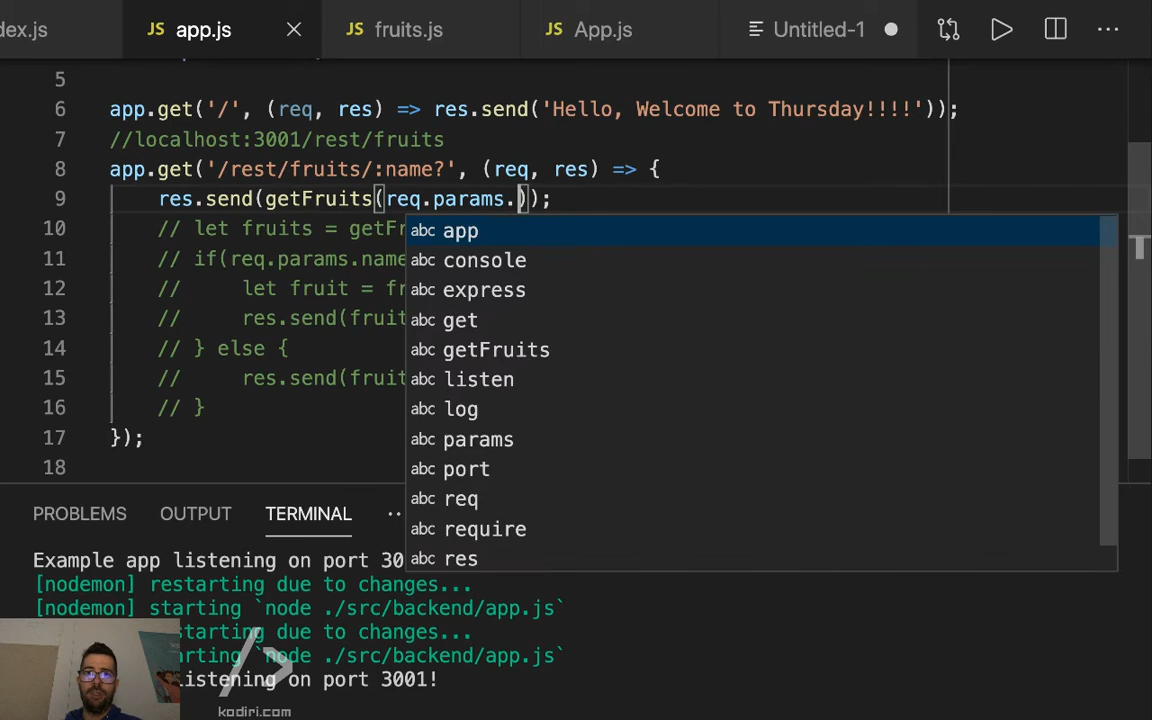 dex.js JS app.js JS fruits.js JS App.js Untitled-1
5
6 app.get('/', (req, res) => res.send('Hello, Welcome to Thursday!!!!'));
7 //localhost:3001/rest/fruits
8 app.get('/rest/fruits/:name?', (req, res) => {
9 res.send(getFruits(req.params.));
10 // let fruits = getFr
abc app
11 // if(req.params.name
abc console
12 // let fruit = fr
abc express
13 // res.send(fruit
abc get
14 // } else {
abc getFruits
15 // res.send(fruit
abc listen
16 // }
abc log
17 });
abc params
18
abc port
abc req
abc require
abc res
PROBLEMS OUTPUT TERMINAL
Example app listening on port 30
[nodemon] restarting due to changes...
[nodemon] starting `node ./src/backend/app.js`
starting due to changes...
arting `node ./src/backend/app.js`
listening on port 3001!
</>
kodiri.com